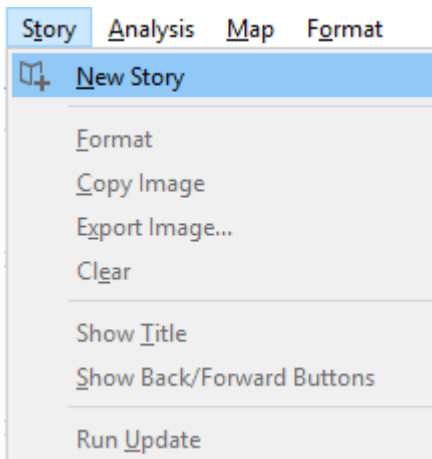 Story Analysis Map Format
New Story
Format
Copy Image
Export Image...
Clear
Show Title
Show Back/Forward Buttons
Run Update